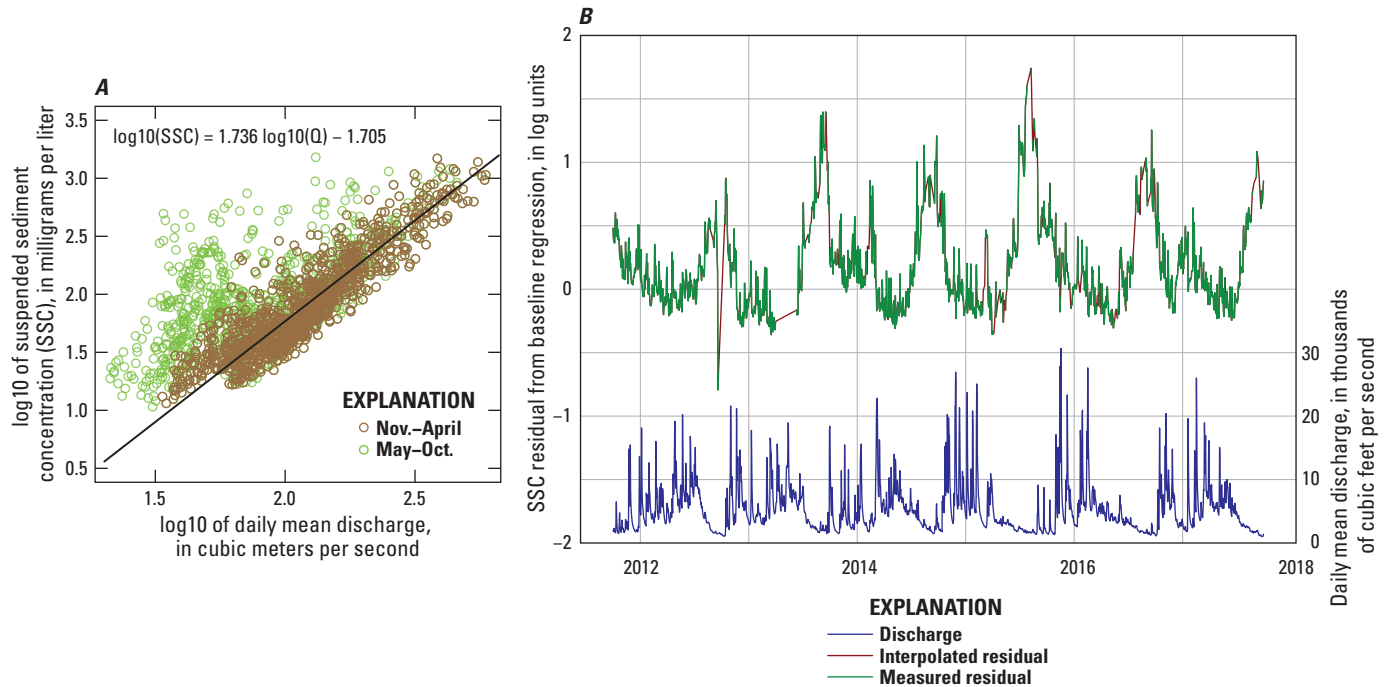 A
log10 of suspended sediment
concentration (SSC), in milligrams per liter
3.5
3.0
2.5
2.0
1.5
1.0
0.5
log10(SSC) = 1.736 log10(Q) − 1.705
EXPLANATION
Nov.–April
May–Oct.
1.5 2.0 2.5
log10 of daily mean discharge,
in cubic meters per second
B
SSC residual from baseline regression, in log units
2
1
0
−1
−2
30
20
10
0
Daily mean discharge, in thousands
of cubic feet per second
2012 2014 2016 2018
EXPLANATION
Discharge
Interpolated residual
Measured residual